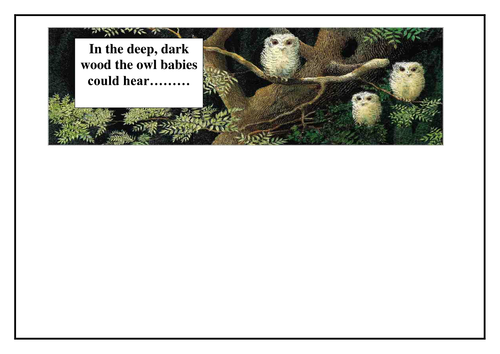 In the deep, dark
wood the owl babies
could hear………